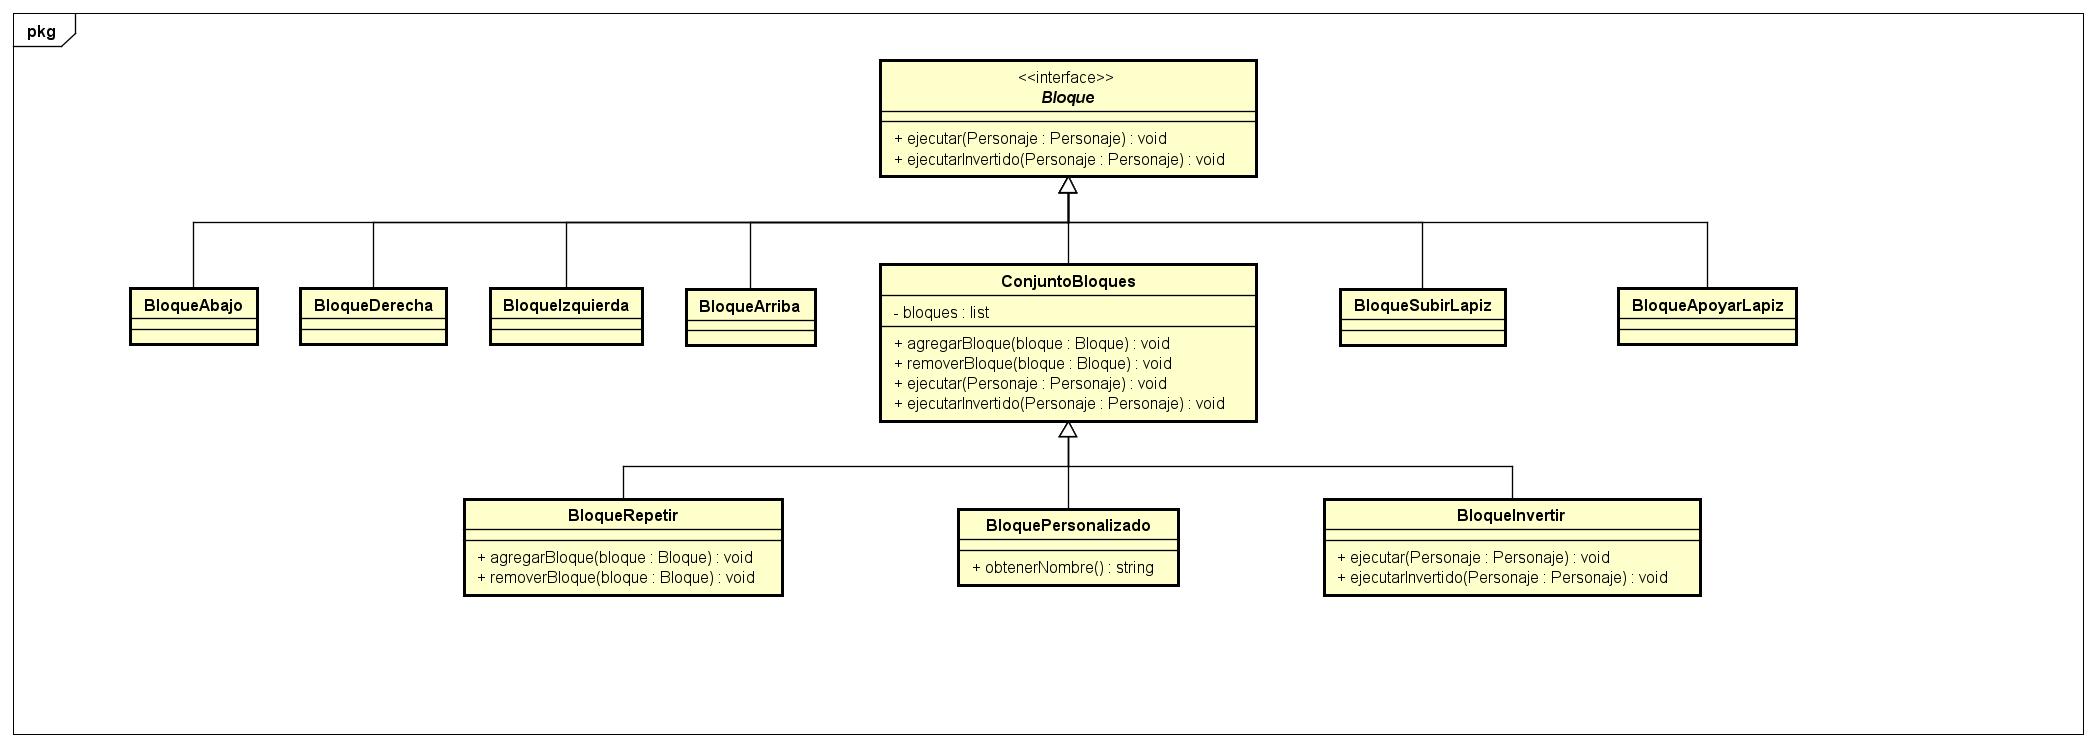 pkg
<<interface>>
Bloque
+ ejecutar(Personaje : Personaje) : void
+ ejecutarInvertido(Personaje : Personaje) : void
BloqueAbajo
BloqueDerecha
BloqueIzquierda
BloqueArriba
ConjuntoBloques
- bloques : list
+ agregarBloque(bloque : Bloque) : void
+ removerBloque(bloque : Bloque) : void
+ ejecutar(Personaje : Personaje) : void
+ ejecutarInvertido(Personaje : Personaje) : void
BloqueSubirLapiz
BloqueApoyarLapiz
BloqueRepetir
+ agregarBloque(bloque : Bloque) : void
+ removerBloque(bloque : Bloque) : void
BloquePersonalizado
+ obtenerNombre() : string
BloqueInvertir
+ ejecutar(Personaje : Personaje) : void
+ ejecutarInvertido(Personaje : Personaje) : void